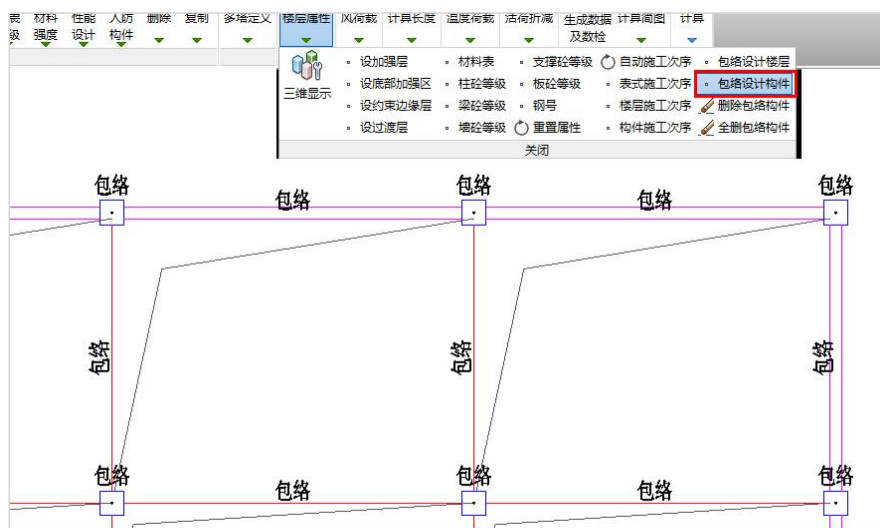 材料 性能 人防 删除 复制 多塔定义 楼层属性 风荷载 计算长度 温度荷载 活荷折减 生成数据 计算简图 计算
级 强度 设计 构件 及数检
设加强层 材料表 支撑砼等级 自动施工次序 包络设计楼层
设底部加强区 柱砼等级 板砼等级 表式施工次序 包络设计构件
三维显示
设约束边缘层 梁砼等级 钢号 楼层施工次序 删除包络构件
设过渡层 墙砼等级 重置属性 构件施工次序 全删包络构件
关闭
包络 包络 包络 包络 包络
包络 包络 包络
包络 包络 包络 包络 包络